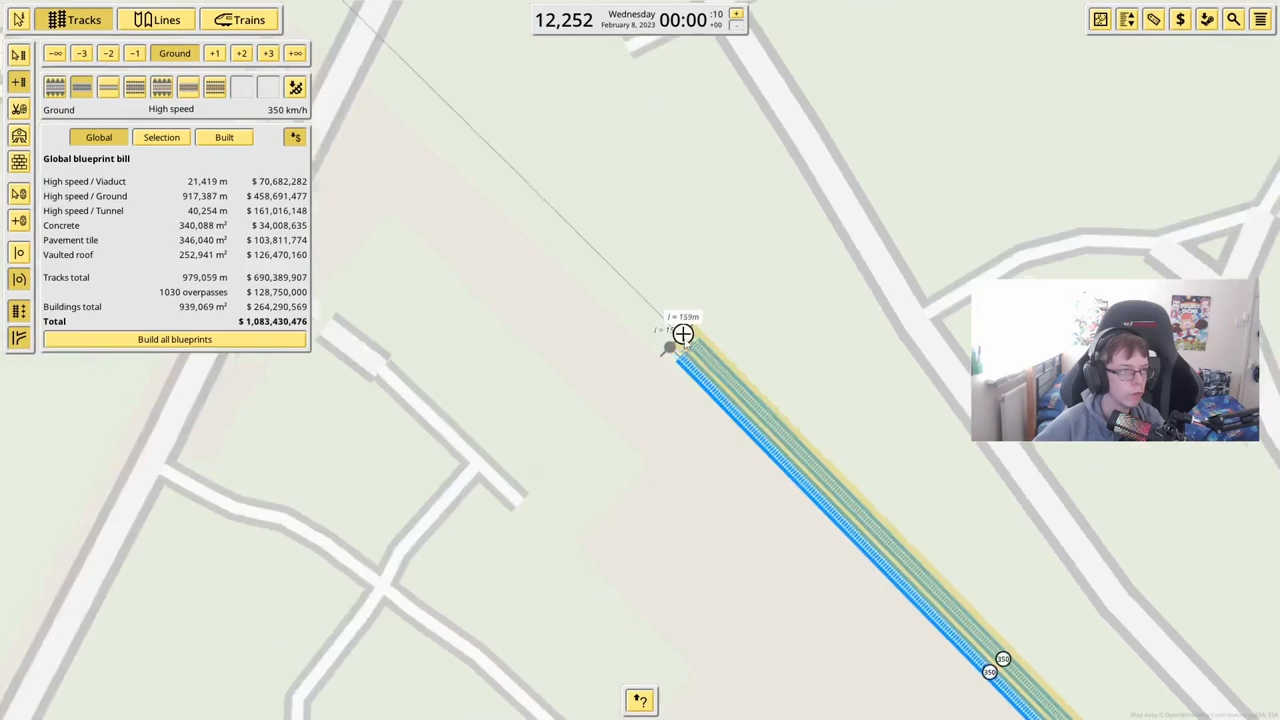 Tracks
Lines
Trains
12,252
Wednesday
February 8, 2023
00:00
:10
+00
+
-
-∞
-3
-2
-1
Ground
+1
+2
+3
+∞
Ground
High speed
350 km/h
Global
Selection
Built
Global blueprint bill
High speed / Viaduct 21,419 m $ 70,682,282
High speed / Ground 917,387 m $ 458,691,477
High speed / Tunnel 40,254 m $ 161,016,148
Concrete 340,088 m² $ 34,008,635
Pavement tile 346,040 m² $ 103,811,774
Vaulted roof 252,941 m² $ 126,470,160
Tracks total 979,059 m $ 690,389,907
1030 overpasses $ 128,750,000
Buildings total 939,069 m² $ 264,290,569
Total $ 1,083,430,476
Build all blueprints
l = 159m
350
350
?